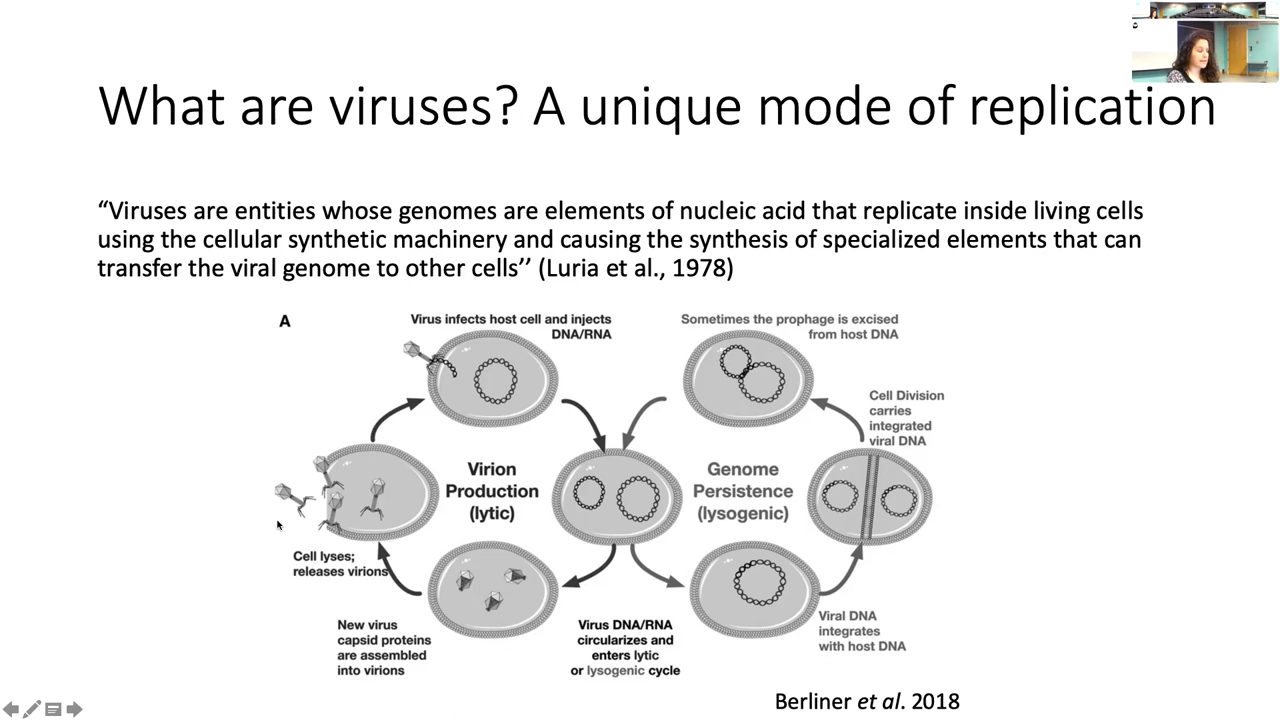 What are viruses? A unique mode of replication
“Viruses are entities whose genomes are elements of nucleic acid that replicate inside living cells
using the cellular synthetic machinery and causing the synthesis of specialized elements that can
transfer the viral genome to other cells’’ (Luria et al., 1978)
A
Virus infects host cell and injects
DNA/RNA
Sometimes the prophage is excised
from host DNA
Cell Division
carries
integrated
viral DNA
Virion
Production
(lytic)
Genome
Persistence
(lysogenic)
Cell lyses;
releases virions
New virus
capsid proteins
are assembled
into virions
Virus DNA/RNA
circularizes and
enters lytic
or lysogenic cycle
Viral DNA
integrates
with host DNA
Berliner et al. 2018